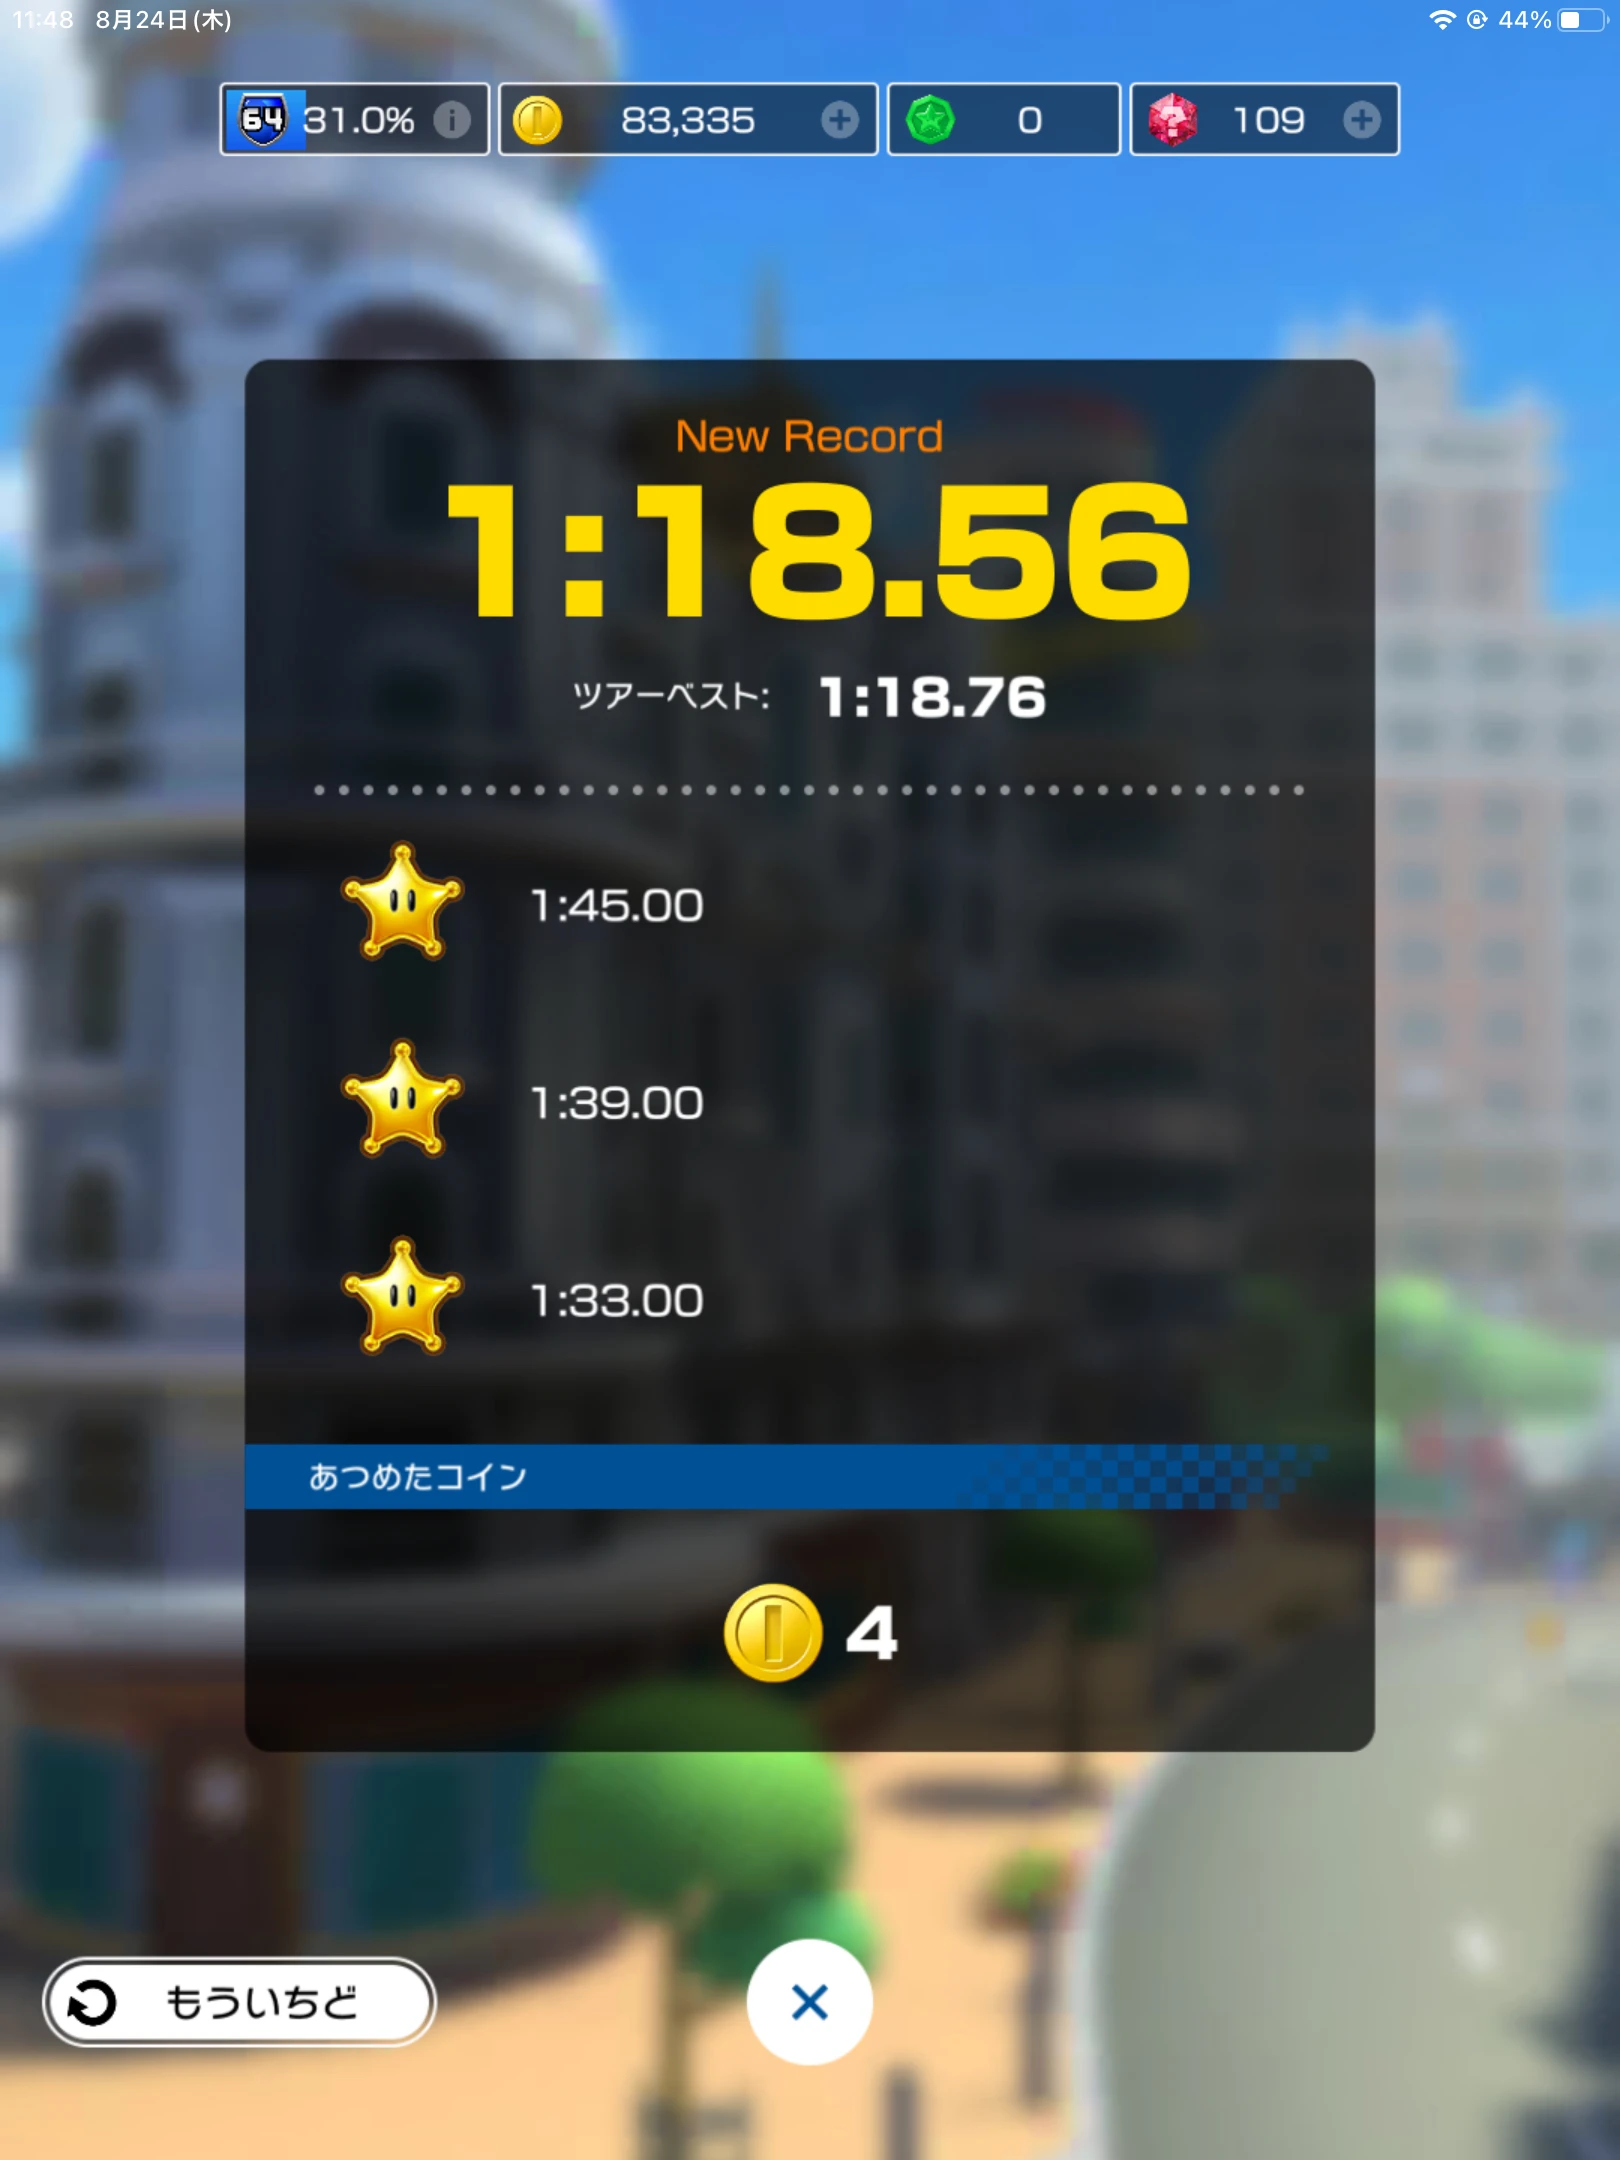 11:48 8月24日(木) 44%
64 31.0% i 83,335 + 0 ? 109 +
New Record
1:18.56
ツアーベスト: 1:18.76
1:45.00
1:39.00
1:33.00
あつめたコイン
4
もういちど ×